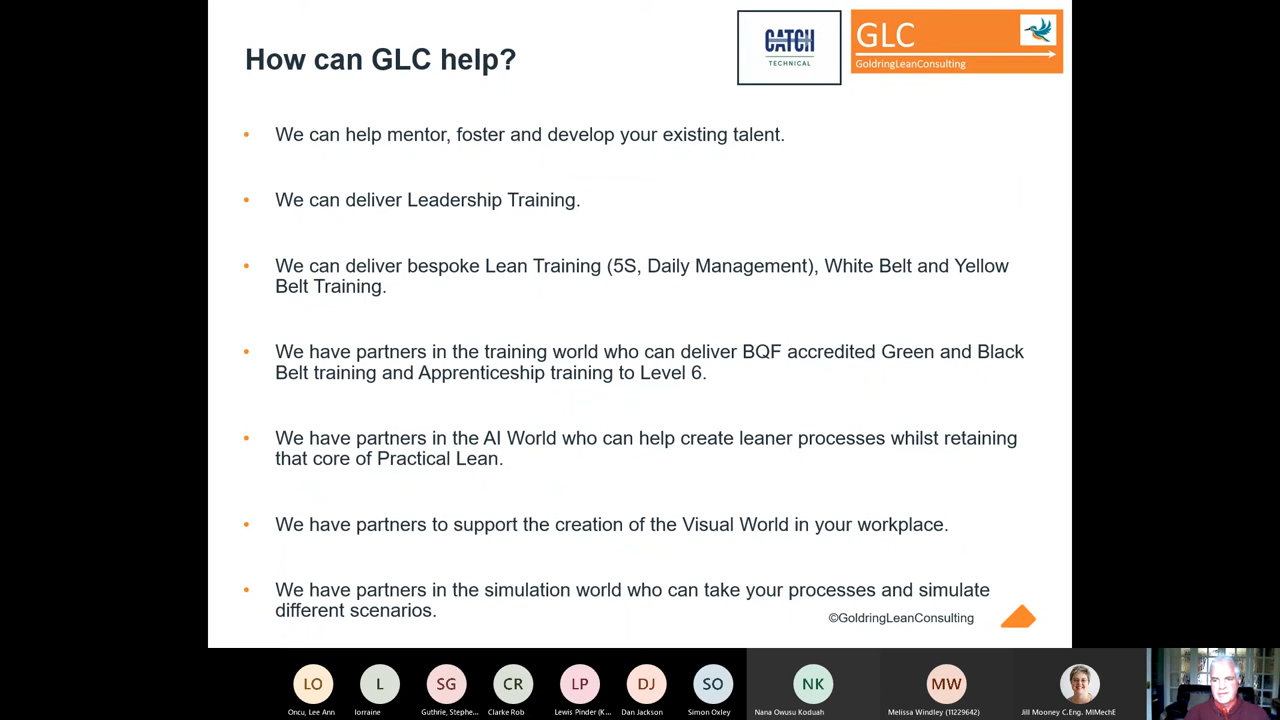 How can GLC help?
CATCH
TECHNICAL
GLC
GoldringLeanConsulting
• We can help mentor, foster and develop your existing talent.
• We can deliver Leadership Training.
• We can deliver bespoke Lean Training (5S, Daily Management), White Belt and Yellow
Belt Training.
• We have partners in the training world who can deliver BQF accredited Green and Black
Belt training and Apprenticeship training to Level 6.
• We have partners in the AI World who can help create leaner processes whilst retaining
that core of Practical Lean.
• We have partners to support the creation of the Visual World in your workplace.
• We have partners in the simulation world who can take your processes and simulate
different scenarios.
©GoldringLeanConsulting
LO
L
SG
CR
LP
DJ
SO
NK
MW
Oncu, Lee Ann
lorraine
Guthrie, Stephe...
Clarke Rob
Lewis Pinder (K...
Dan Jackson
Simon Oxley
Nana Owusu Koduah
Melissa Windley (11229642)
Jill Mooney C.Eng, MIMechE